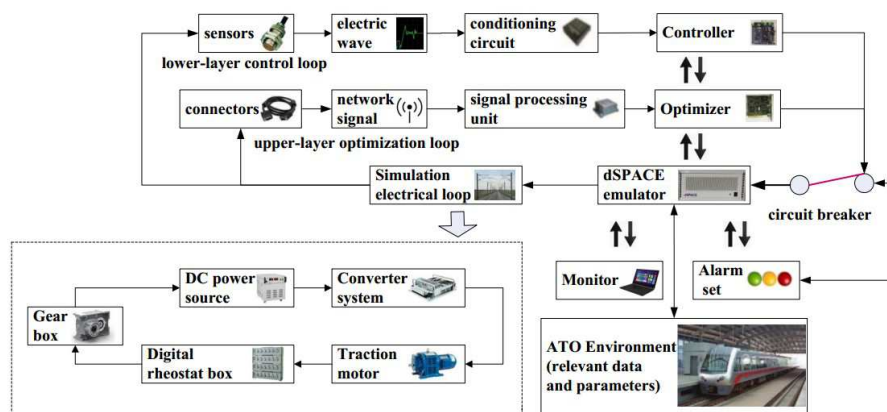 sensors
electric
wave
conditioning
circuit
Controller
lower-layer control loop
connectors
network
signal
signal processing
unit
Optimizer
upper-layer optimization loop
Simulation
electrical loop
dSPACE
emulator
circuit breaker
Monitor
Alarm
set
DC power
source
Converter
system
Gear
box
Digital
rheostat box
Traction
motor
ATO Environment
(relevant data
and parameters)